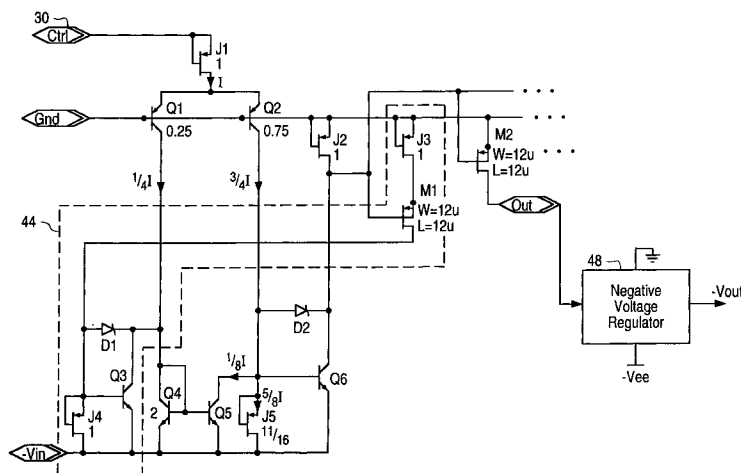 30
Ctrl
J1
1
I
Gnd
Q1
0.25
Q2
0.75
J2
1
J3
1
M2
W=12u
L=12u
1/4I
3/4I
M1
W=12u
L=12u
Out
44
48
Negative
Voltage
Regulator
-Vout
-Vee
D1
D2
Q3
1/8I
Q4
2
Q5
5/8I
Q6
J4
1
J5
11/16
-Vin